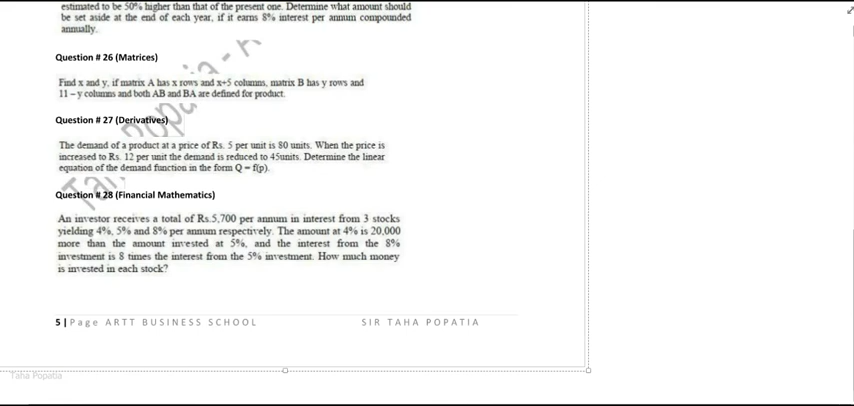 estimated to be 50% higher than that of the present one. Determine what amount should
be set aside at the end of each year, if it earns 8% interest per annum compounded
annually.
Question # 26 (Matrices)
Find x and y, if matrix A has x rows and x+5 columns, matrix B has y rows and
11 – y columns and both AB and BA are defined for product.
Question # 27 (Derivatives)
The demand of a product at a price of Rs. 5 per unit is 80 units. When the price is
increased to Rs. 12 per unit the demand is reduced to 45units. Determine the linear
equation of the demand function in the form Q = f(p).
Question # 28 (Financial Mathematics)
An investor receives a total of Rs.5,700 per annum in interest from 3 stocks
yielding 4%, 5% and 8% per annum respectively. The amount at 4% is 20,000
more than the amount invested at 5%, and the interest from the 8%
investment is 8 times the interest from the 5% investment. How much money
is invested in each stock?
5 | Page ARTT BUSINESS SCHOOL SIR TAHA POPATIA
Taha Popatia